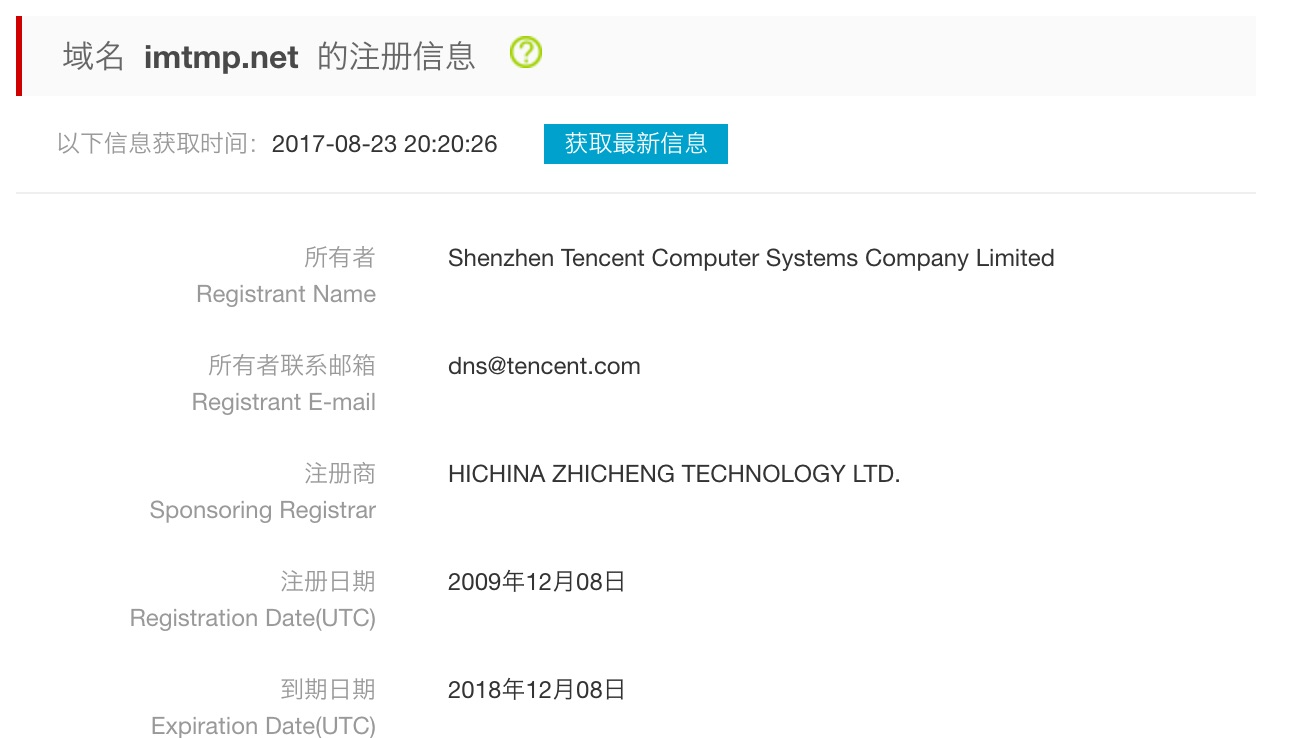 域名 imtmp.net 的注册信息 ?
以下信息获取时间： 2017-08-23 20:20:26 获取最新信息
所有者 Shenzhen Tencent Computer Systems Company Limited
Registrant Name
所有者联系邮箱 dns@tencent.com
Registrant E-mail
注册商 HICHINA ZHICHENG TECHNOLOGY LTD.
Sponsoring Registrar
注册日期 2009年12月08日
Registration Date(UTC)
到期日期 2018年12月08日
Expiration Date(UTC)